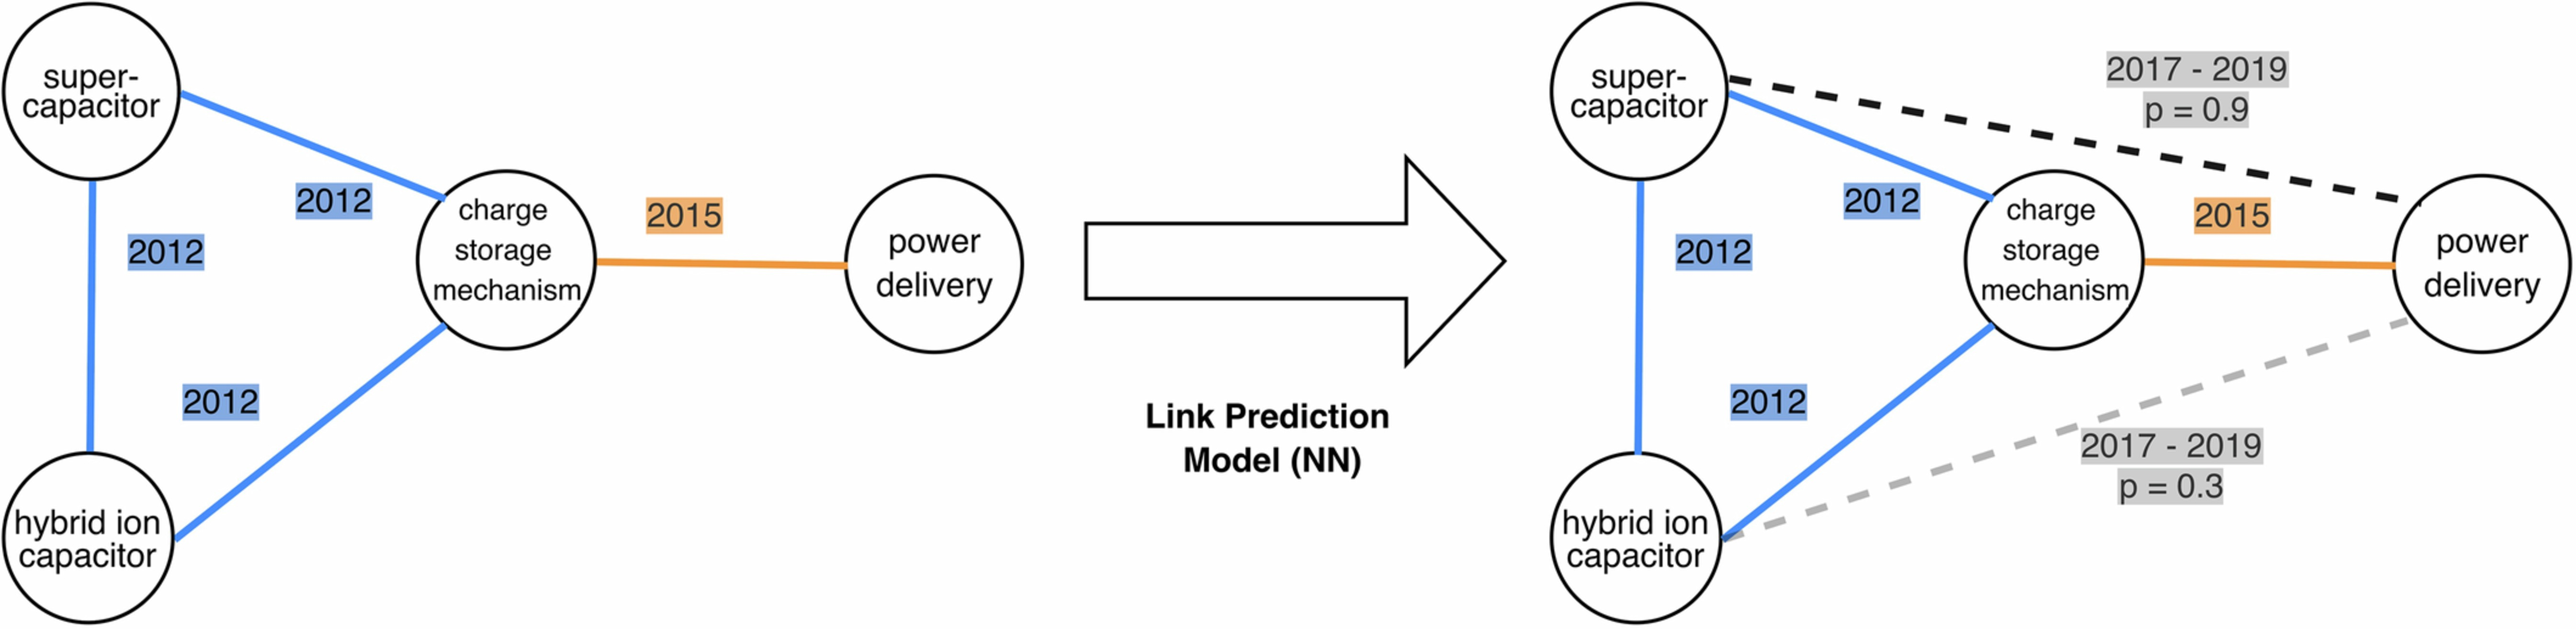 super-
capacitor
2012
2012
charge
storage
mechanism
2015
power
delivery
2012
hybrid ion
capacitor
Link Prediction
Model (NN)
super-
capacitor
2017 - 2019
p = 0.9
2012
2012
charge
storage
mechanism
2015
power
delivery
2012
2017 - 2019
p = 0.3
hybrid ion
capacitor